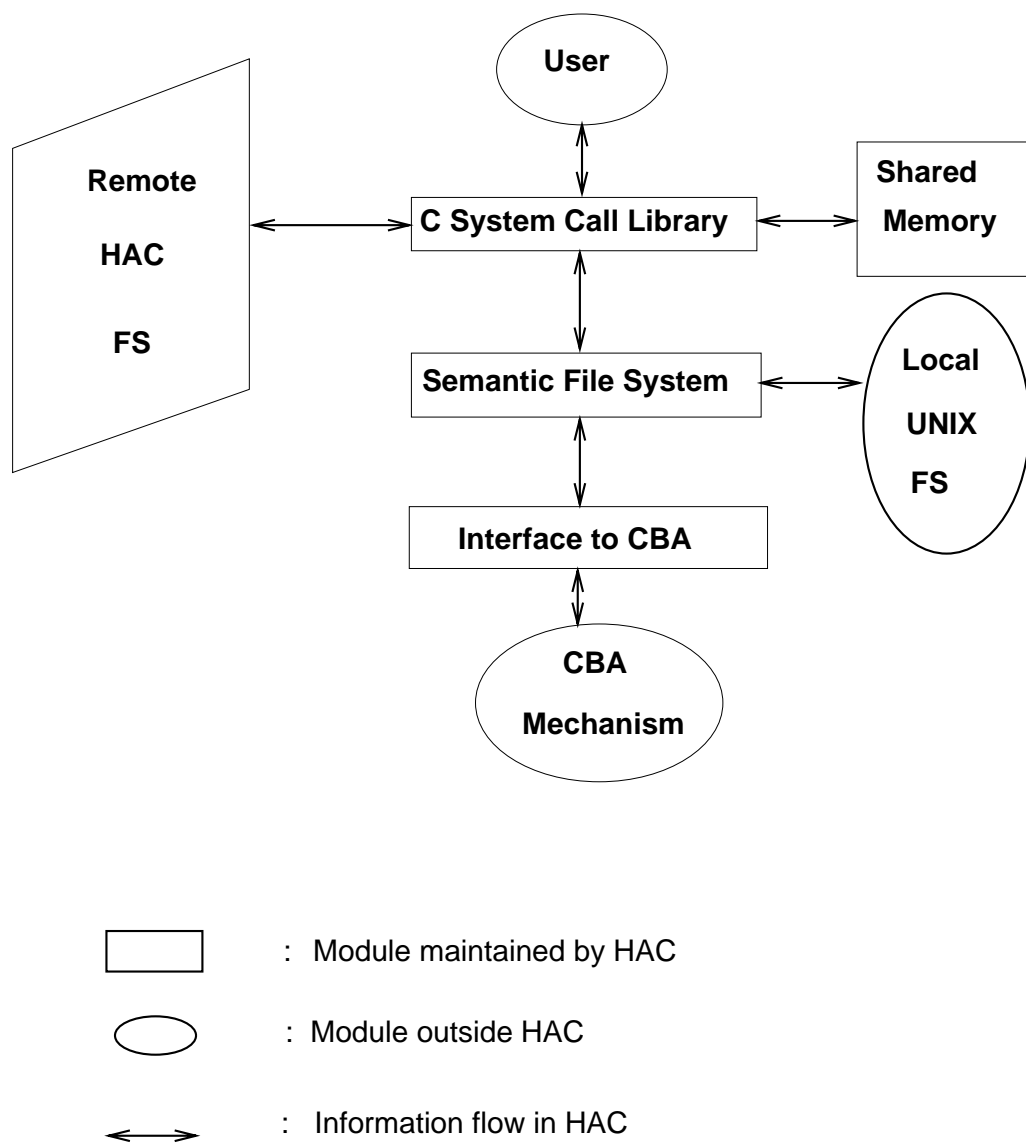 User
Remote
HAC
FS
C System Call Library
Shared
Memory
Semantic File System
Local
UNIX
FS
Interface to CBA
CBA
Mechanism
: Module maintained by HAC
: Module outside HAC
: Information flow in HAC